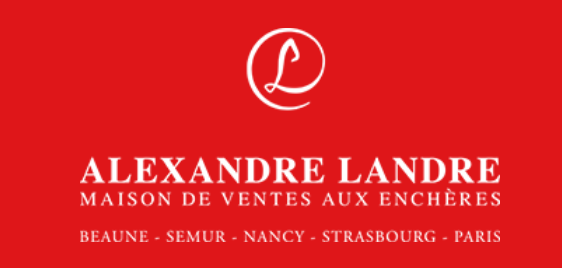 L
ALEXANDRE LANDRE
MAISON DE VENTES AUX ENCHÈRES
BEAUNE - SEMUR - NANCY - STRASBOURG - PARIS